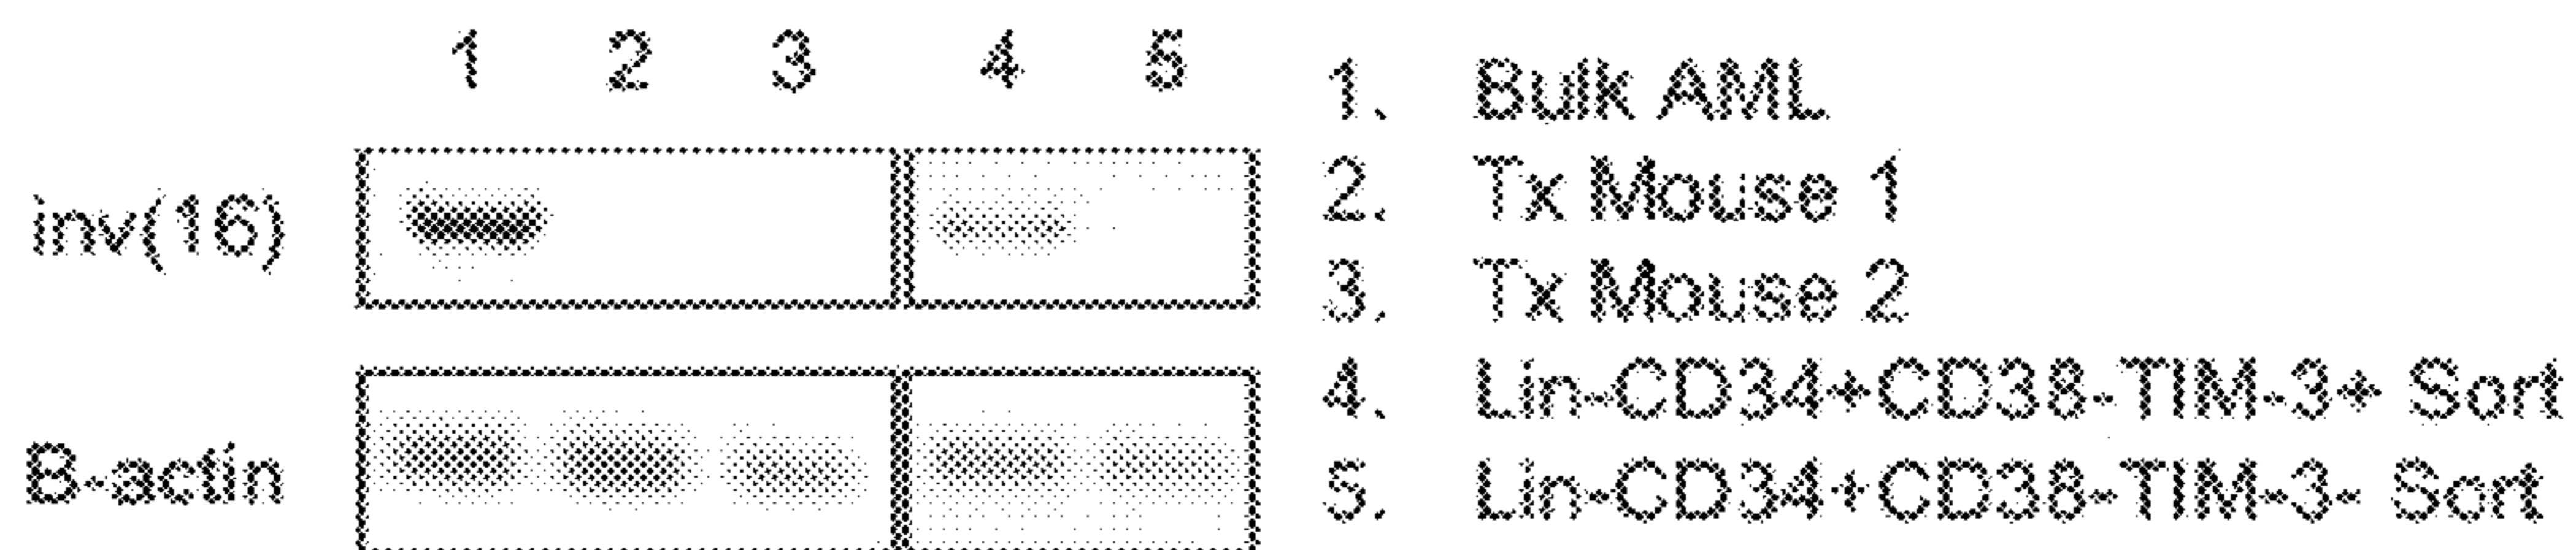 1 2 3 4 5
inv(16)
B-actin
1. Bulk AML
2. Tx Mouse 1
3. Tx Mouse 2
4. Lin-CD34+CD38-TIM-3+ Sort
5. Lin-CD34+CD38-TIM-3- Sort